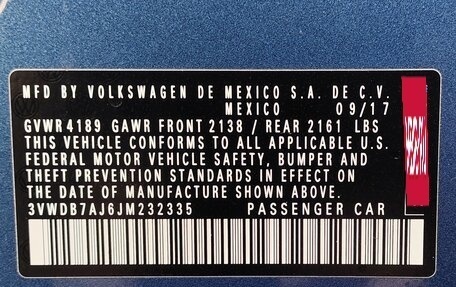 MFD BY VOLKSWAGEN DE MEXICO S.A. DE C.V.
MEXICO 09/17
GVWR 4189 GAWR FRONT 2138 / REAR 2161 LBS
THIS VEHICLE CONFORMS TO ALL APPLICABLE U.S.
FEDERAL MOTOR VEHICLE SAFETY, BUMPER AND
THEFT PREVENTION STANDARDS IN EFFECT ON
THE DATE OF MANUFACTURE SHOWN ABOVE.
3VWDB7AJ6JM232335 PASSENGER CAR